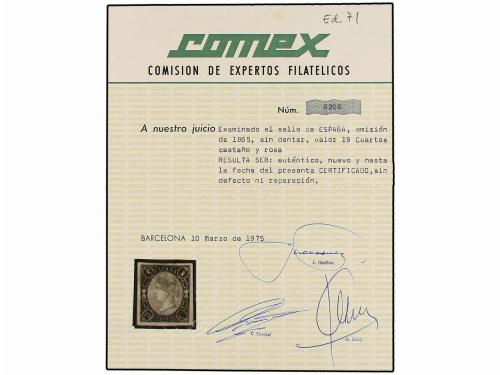 Ed. 71
comex
COMISION DE EXPERTOS FILATELICOS
Núm. 6205
A nuestro juicio Examinado el sello de ESPAÑA, omisión
de 1865, sin dentar, valor 19 Cuartos
castaño y rosa
RESULTA SER: auténtico, nuevo y hasta
la fecha del presente CERTIFICADO,sin
defecto ni reparación.
BARCELONA 10 Marzo de 1975